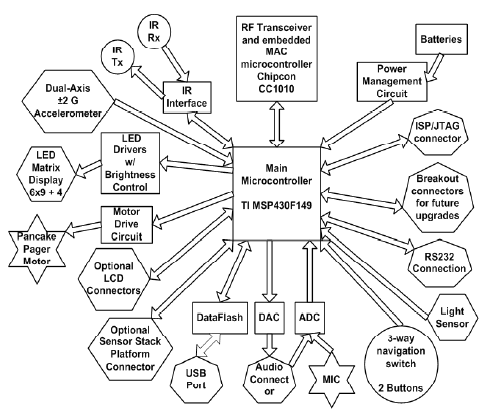 IR
Rx
IR
Tx
IR
Interface
RF Transceiver
and embedded
MAC
microcontroller
Chipcon
CC1010
Batteries
Power
Management
Circuit
Dual-Axis
±2 G
Accelerometer
ISP/JTAG
connector
LED
Matrix
Display
6x9 + 4
LED
Drivers
w/
Brightness
Control
Main
Microcontroller
TI MSP430F149
Breakout
connectors
for future
upgrades
Pancake
Pager
Motor
Motor
Drive
Circuit
RS232
Connection
Optional
LCD
Connectors
Light
Sensor
Optional
Sensor Stack
Platform
Connector
DataFlash
DAC
ADC
3-way
navigation
switch
2 Buttons
USB
Port
Audio
Connect
or
MIC